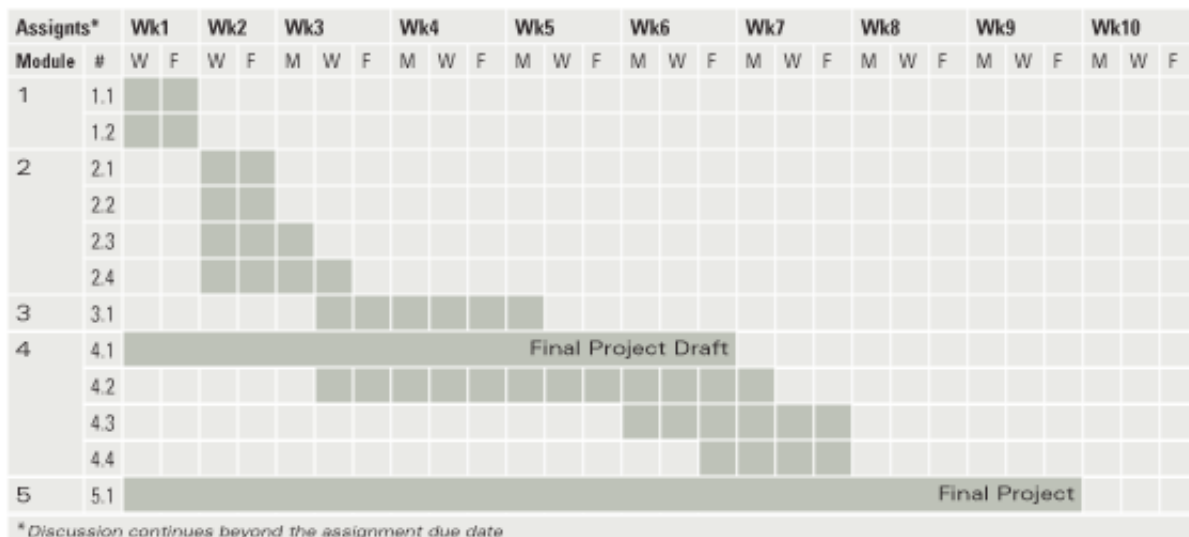 Assignts* Wk1 Wk2 Wk3 Wk4 Wk5 Wk6 Wk7 Wk8 Wk9 Wk10
Module # W F W F M W F M W F M W F M W F M W F M W F M W F M W F
1 1.1
1.2
2 2.1
2.2
2.3
2.4
3 3.1
4 4.1 Final Project Draft
4.2
4.3
4.4
5 5.1 Final Project
*Discussion continues beyond the assignment due date